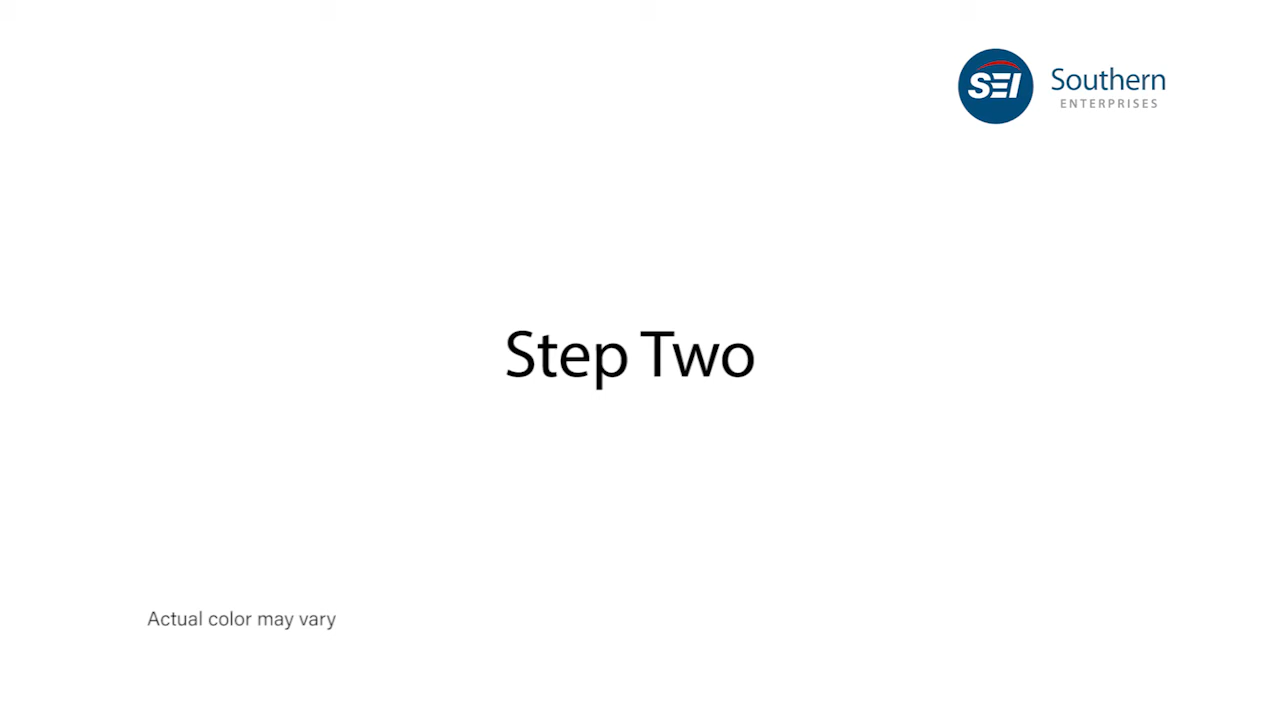 SEI
Southern
ENTERPRISES
Step Two
Actual color may vary